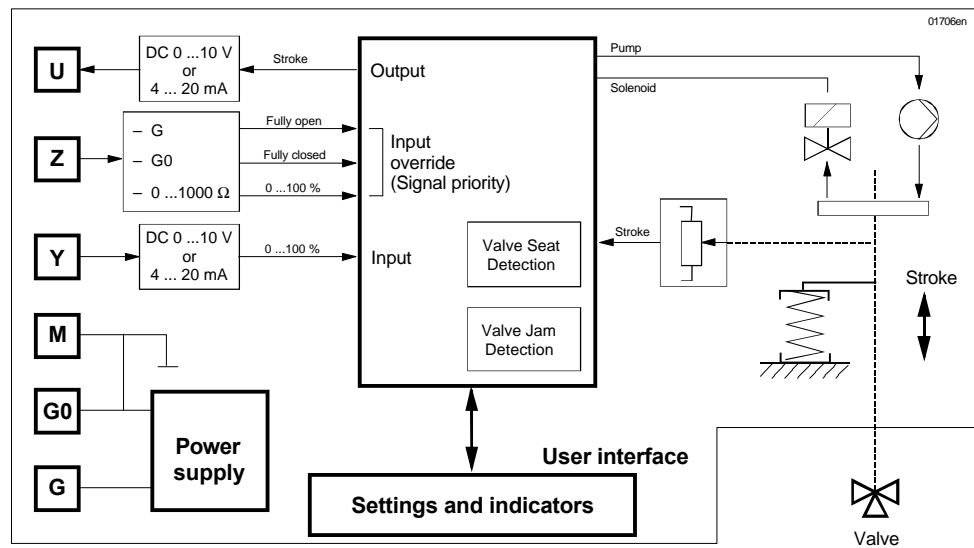 01706en
U
DC 0 ...10 V
or
4 ... 20 mA
Stroke
Output
Pump
Solenoid
Z
– G
– G0
– 0 ...1000 Ω
Fully open
Fully closed
0 ...100 %
Input
override
(Signal priority)
Y
DC 0 ...10 V
or
4 ... 20 mA
0 ...100 %
Input
Valve Seat
Detection
Stroke
Stroke
Valve Jam
Detection
M
G0
G
Power
supply
User interface
Settings and indicators
Valve